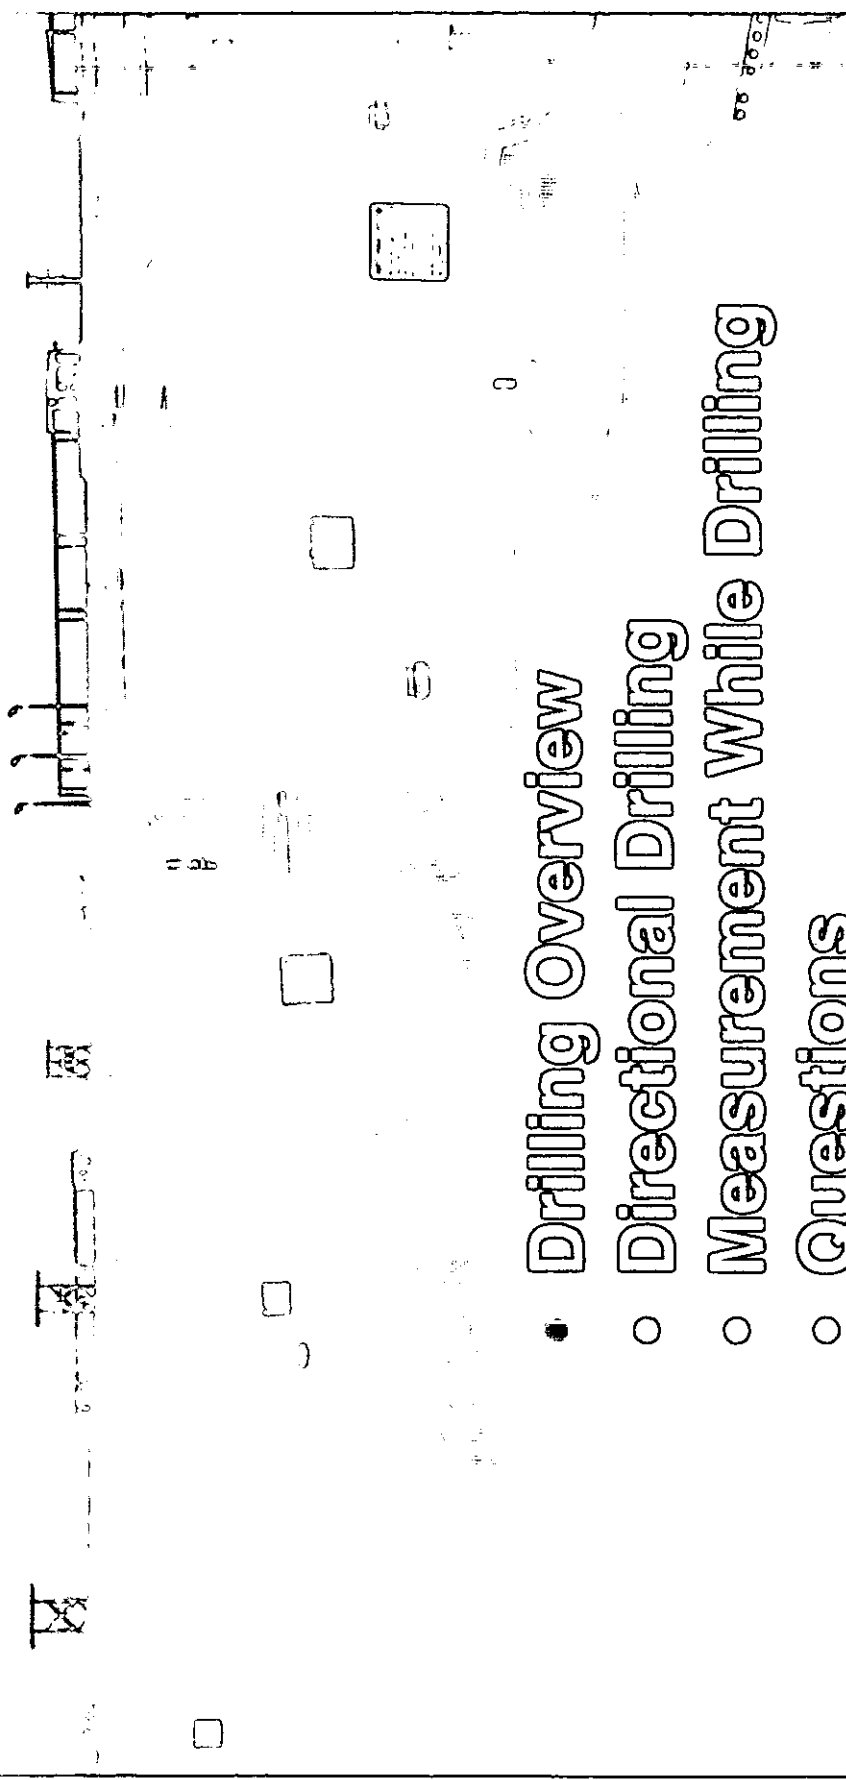 Drilling Overview
Directional Drilling
Measurement While Drilling
Questions